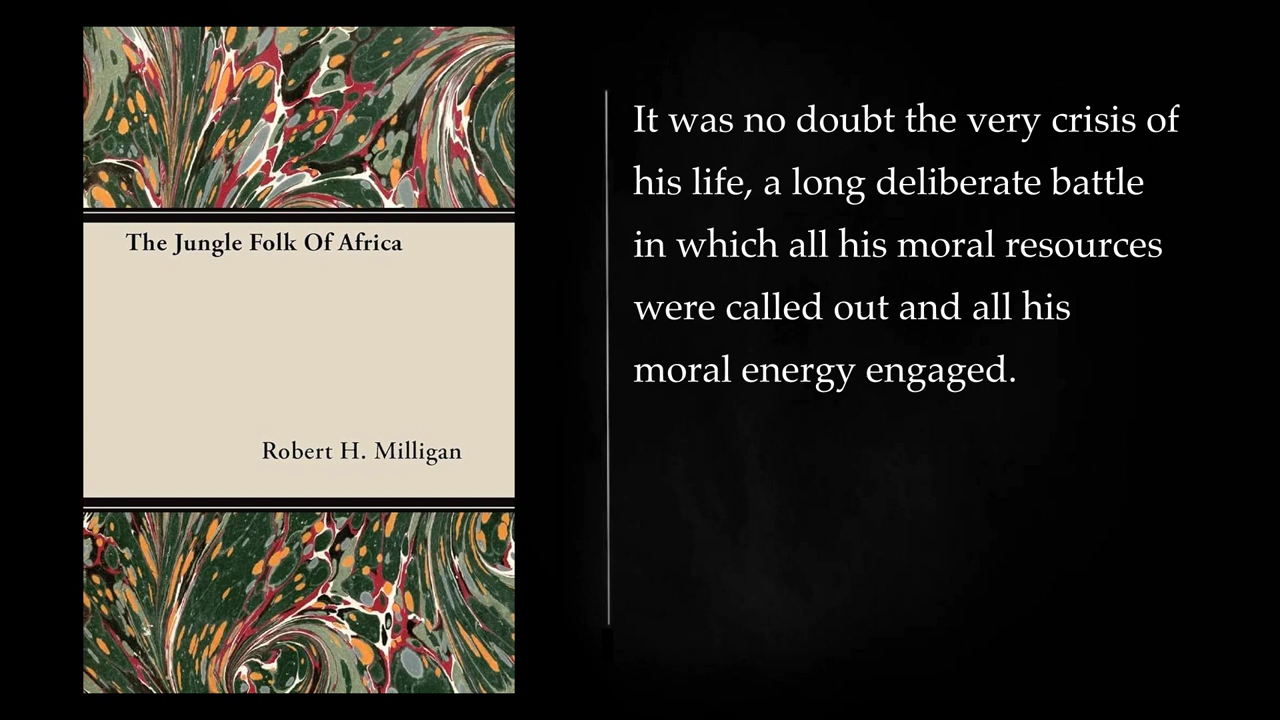 The Jungle Folk Of Africa
Robert H. Milligan
It was no doubt the very crisis of
his life, a long deliberate battle
in which all his moral resources
were called out and all his
moral energy engaged.